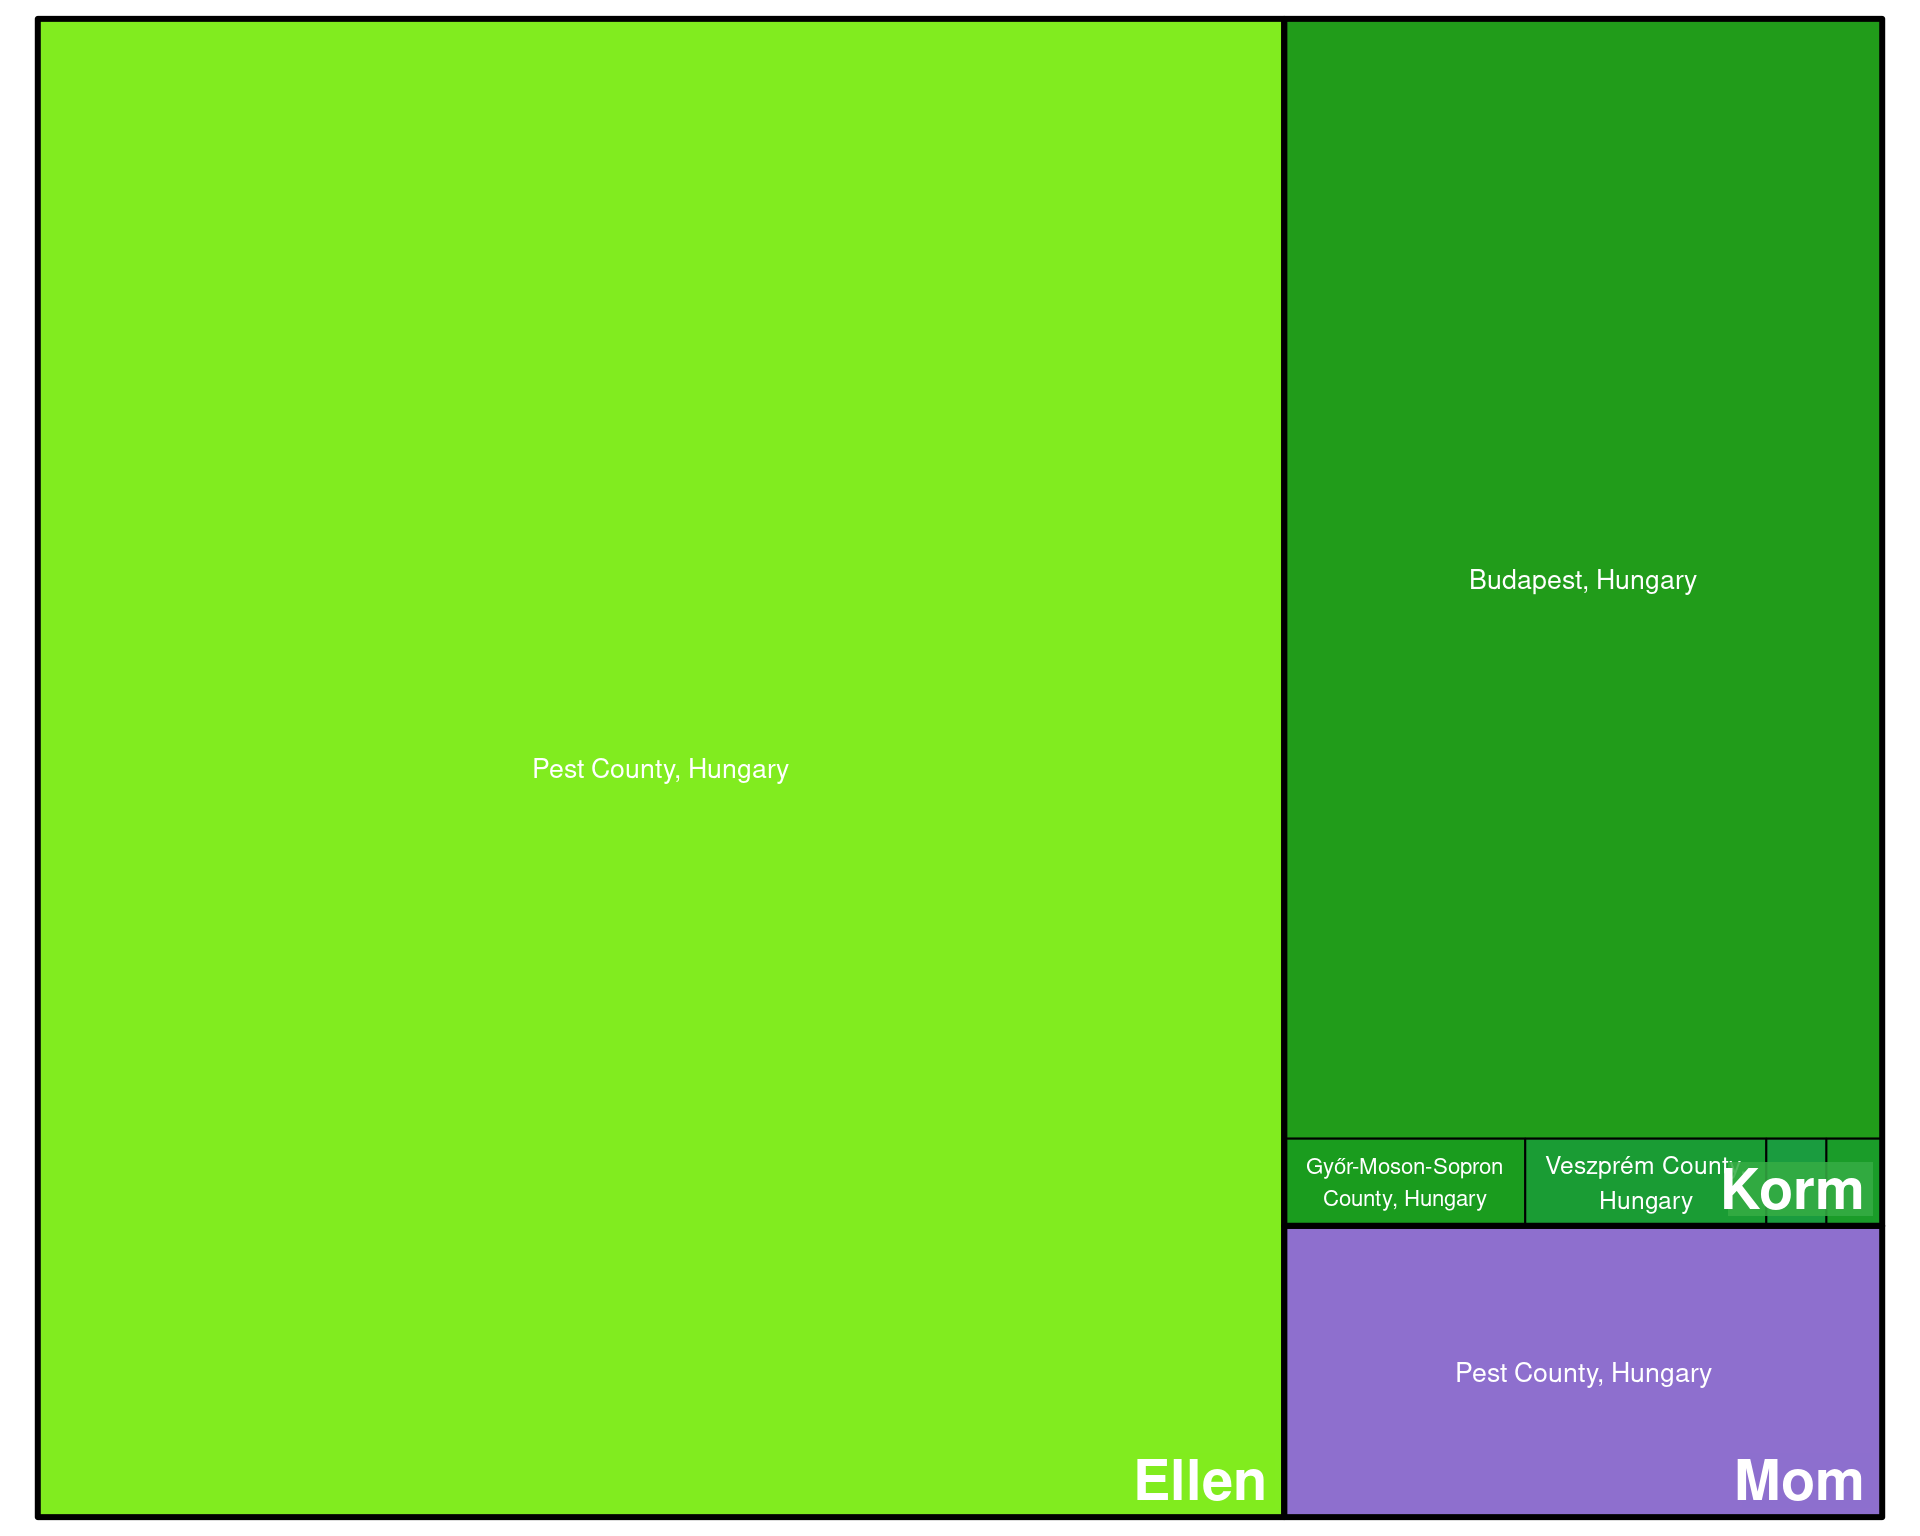 Budapest, Hungary
Pest County, Hungary
Győr-Moson-Sopron
County, Hungary
Veszprém County
Hungary
Korm
Pest County, Hungary
Ellen
Mom